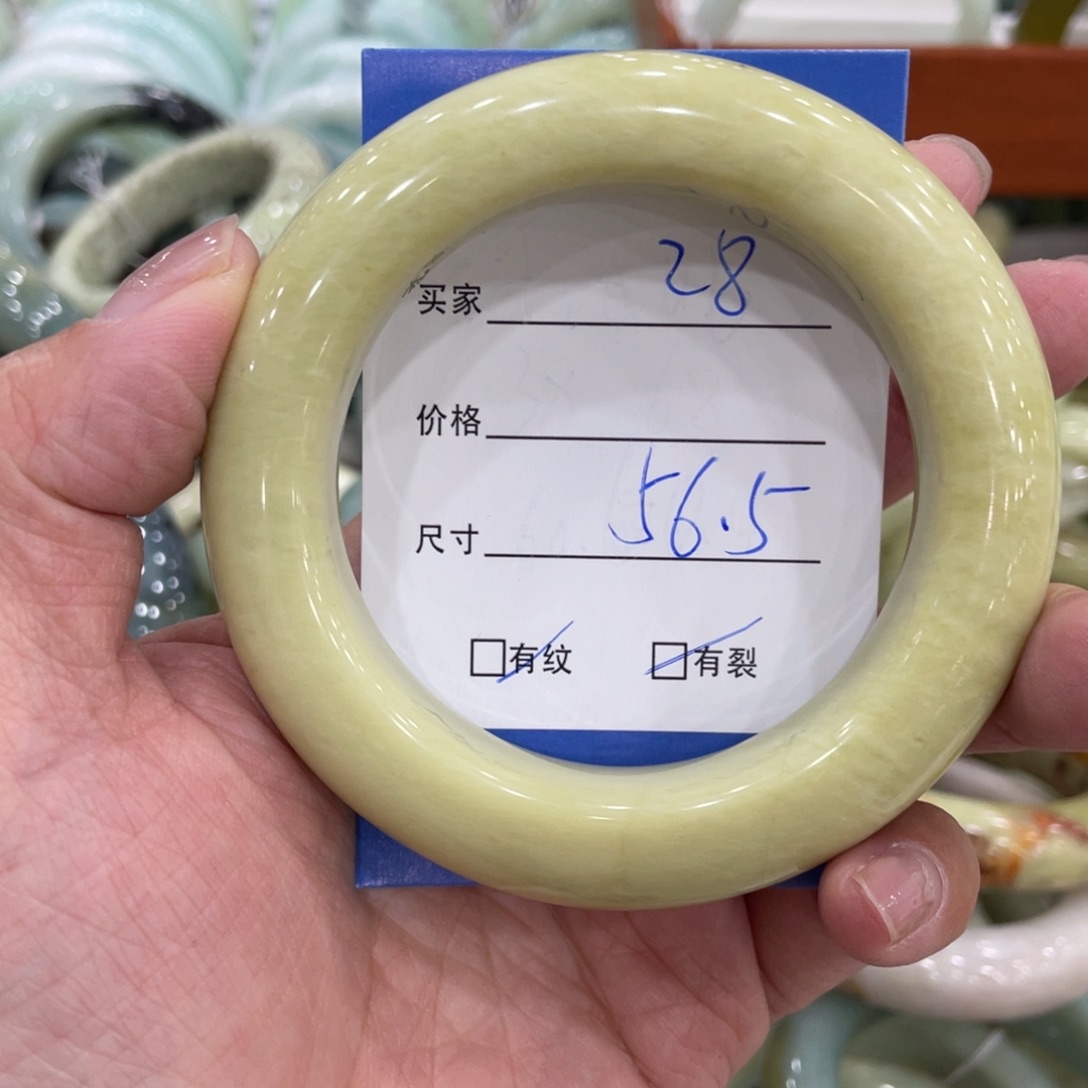 买家 28
价格
尺寸 56.5
□有纹 □有裂